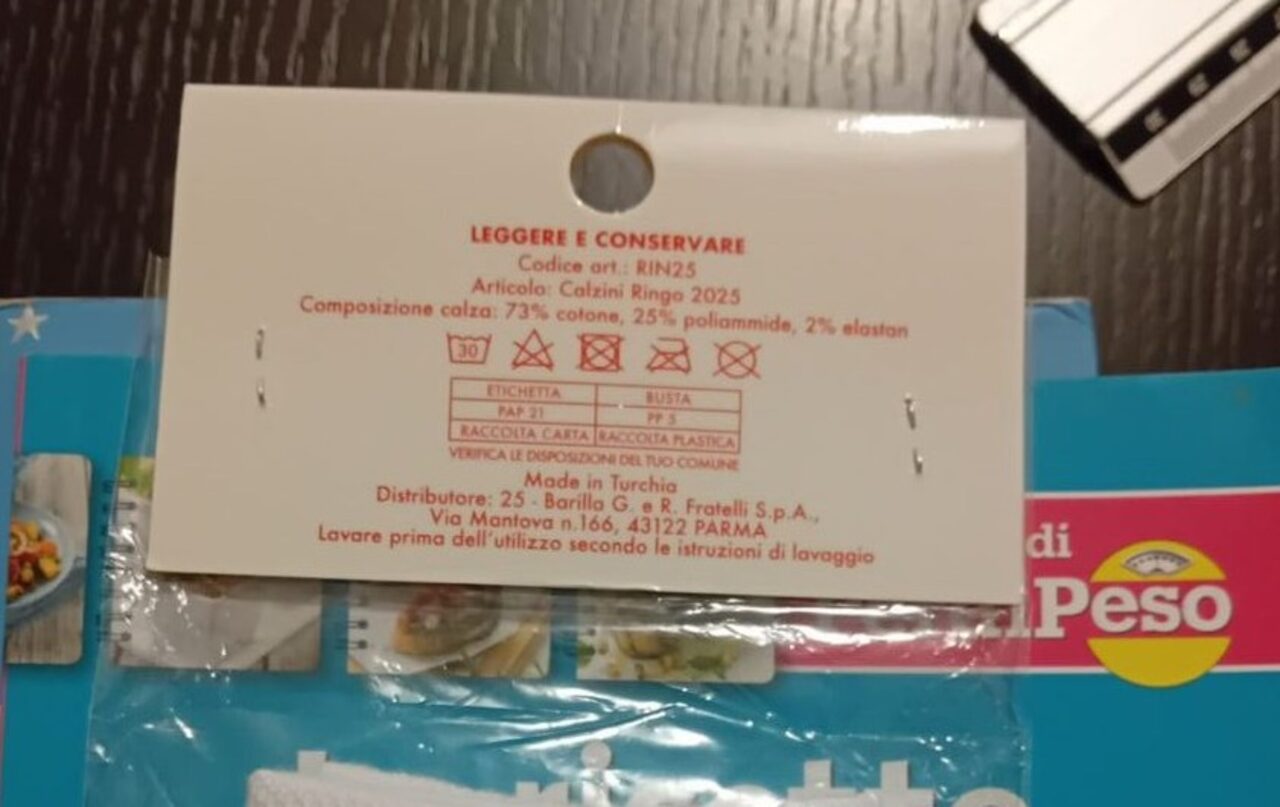 LEGGERE E CONSERVARE
Codice art.: RIN25
Articolo: Calzini Ringo 2025
Composizione calza: 73% cotone, 25% poliammide, 2% elastan
30
ETICHETTA BUSTA
PAP 21 PP 5
RACCOLTA CARTA RACCOLTA PLASTICA
VERIFICA LE DISPOSIZIONI DEL TUO COMUNE
Made in Turchia
Distributore: 25 - Barilla G. e R. Fratelli S.p.A.,
Via Mantova n.166, 43122 PARMA
Lavare prima dell'utilizzo secondo le istruzioni di lavaggio
di
Peso